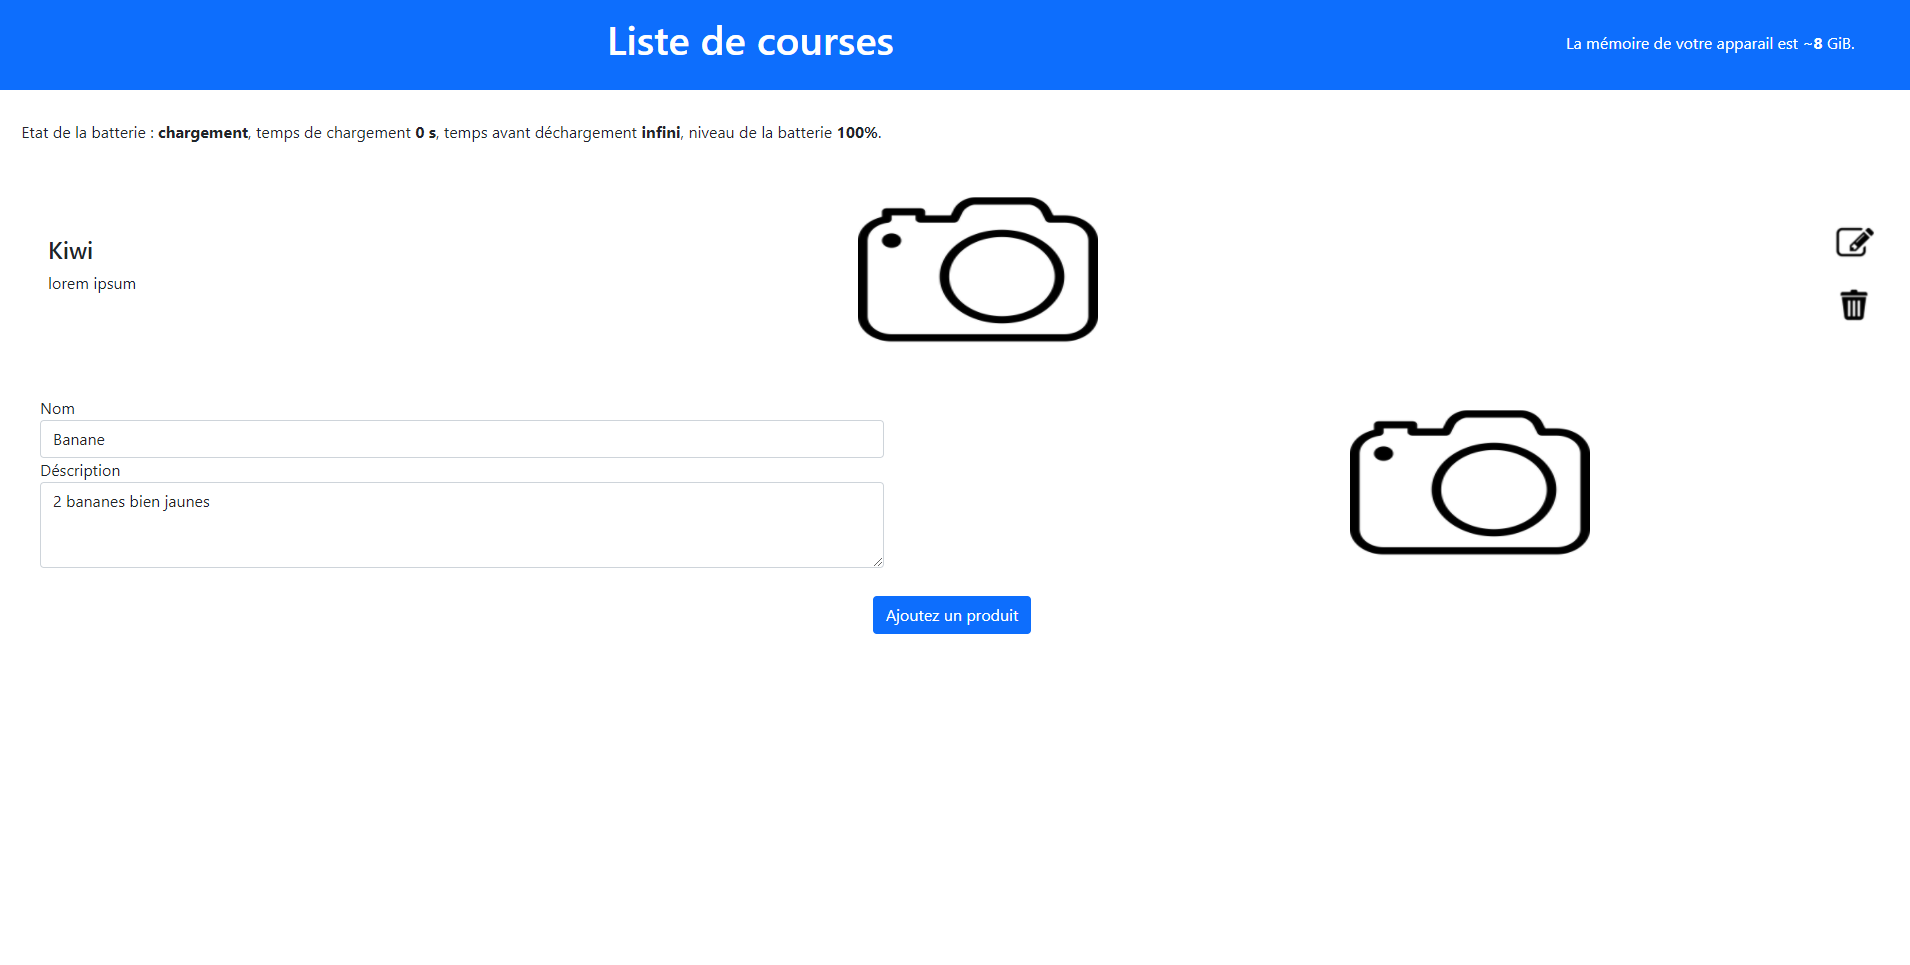 Liste de courses
La mémoire de votre apparail est ~8 GiB.
Etat de la batterie : chargement, temps de chargement 0 s, temps avant déchargement infini, niveau de la batterie 100%.
Kiwi
lorem ipsum
Nom
Banane
Déscription
2 bananes bien jaunes
Ajoutez un produit